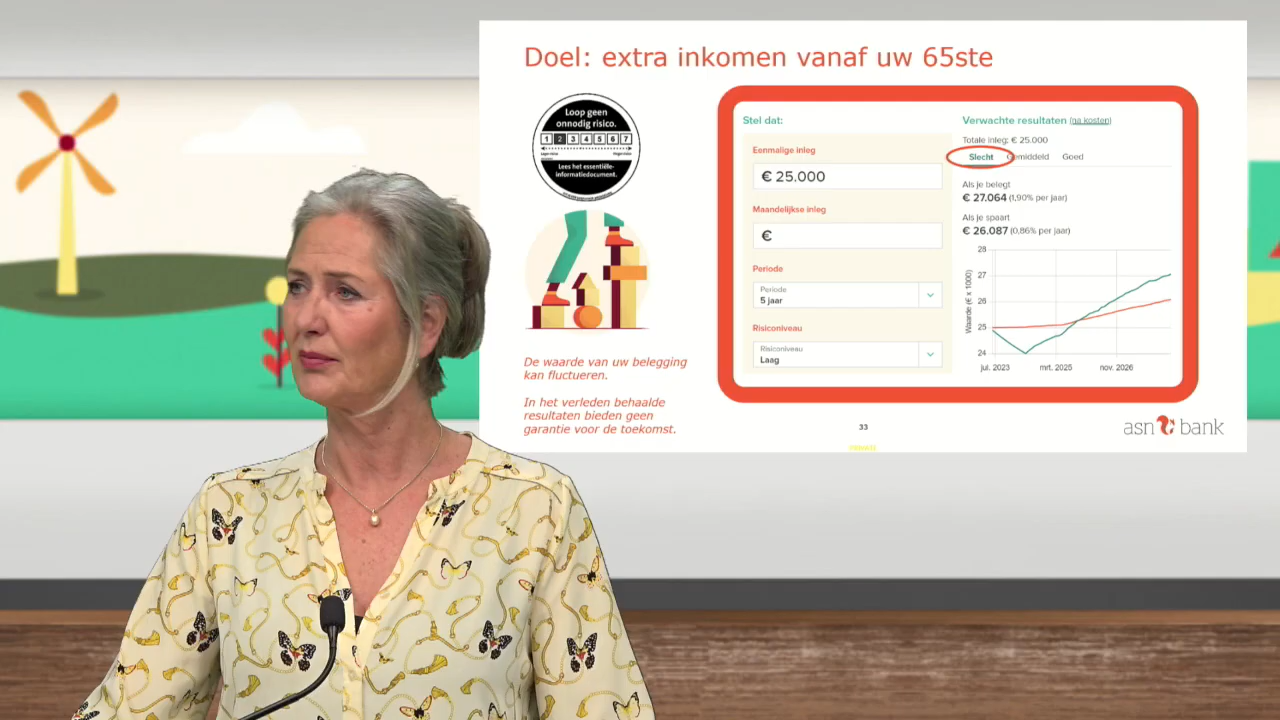 Doel: extra inkomen vanaf uw 65ste
Loop geen
onnodig risico.
1 2 3 4 5 6 7
Lees het essentiële-
informatiedocument.
De waarde van uw belegging
kan fluctueren.
In het verleden behaalde
resultaten bieden geen
garantie voor de toekomst.
Stel dat:
Eenmalige inleg
€ 25.000
Maandelijkse inleg
€
Periode
Periode
5 jaar
Risiconiveau
Risiconiveau
Laag
Verwachte resultaten (na kosten)
Totale inleg: € 25.000
Slecht Gemiddeld Goed
Als je belegt
€ 27.064 (1,90% per jaar)
Als je spaart
€ 26.087 (0,86% per jaar)
Waarde (€ x 1000)
28
27
26
25
24
jul. 2023 mrt. 2025 nov. 2026
33
asn bank